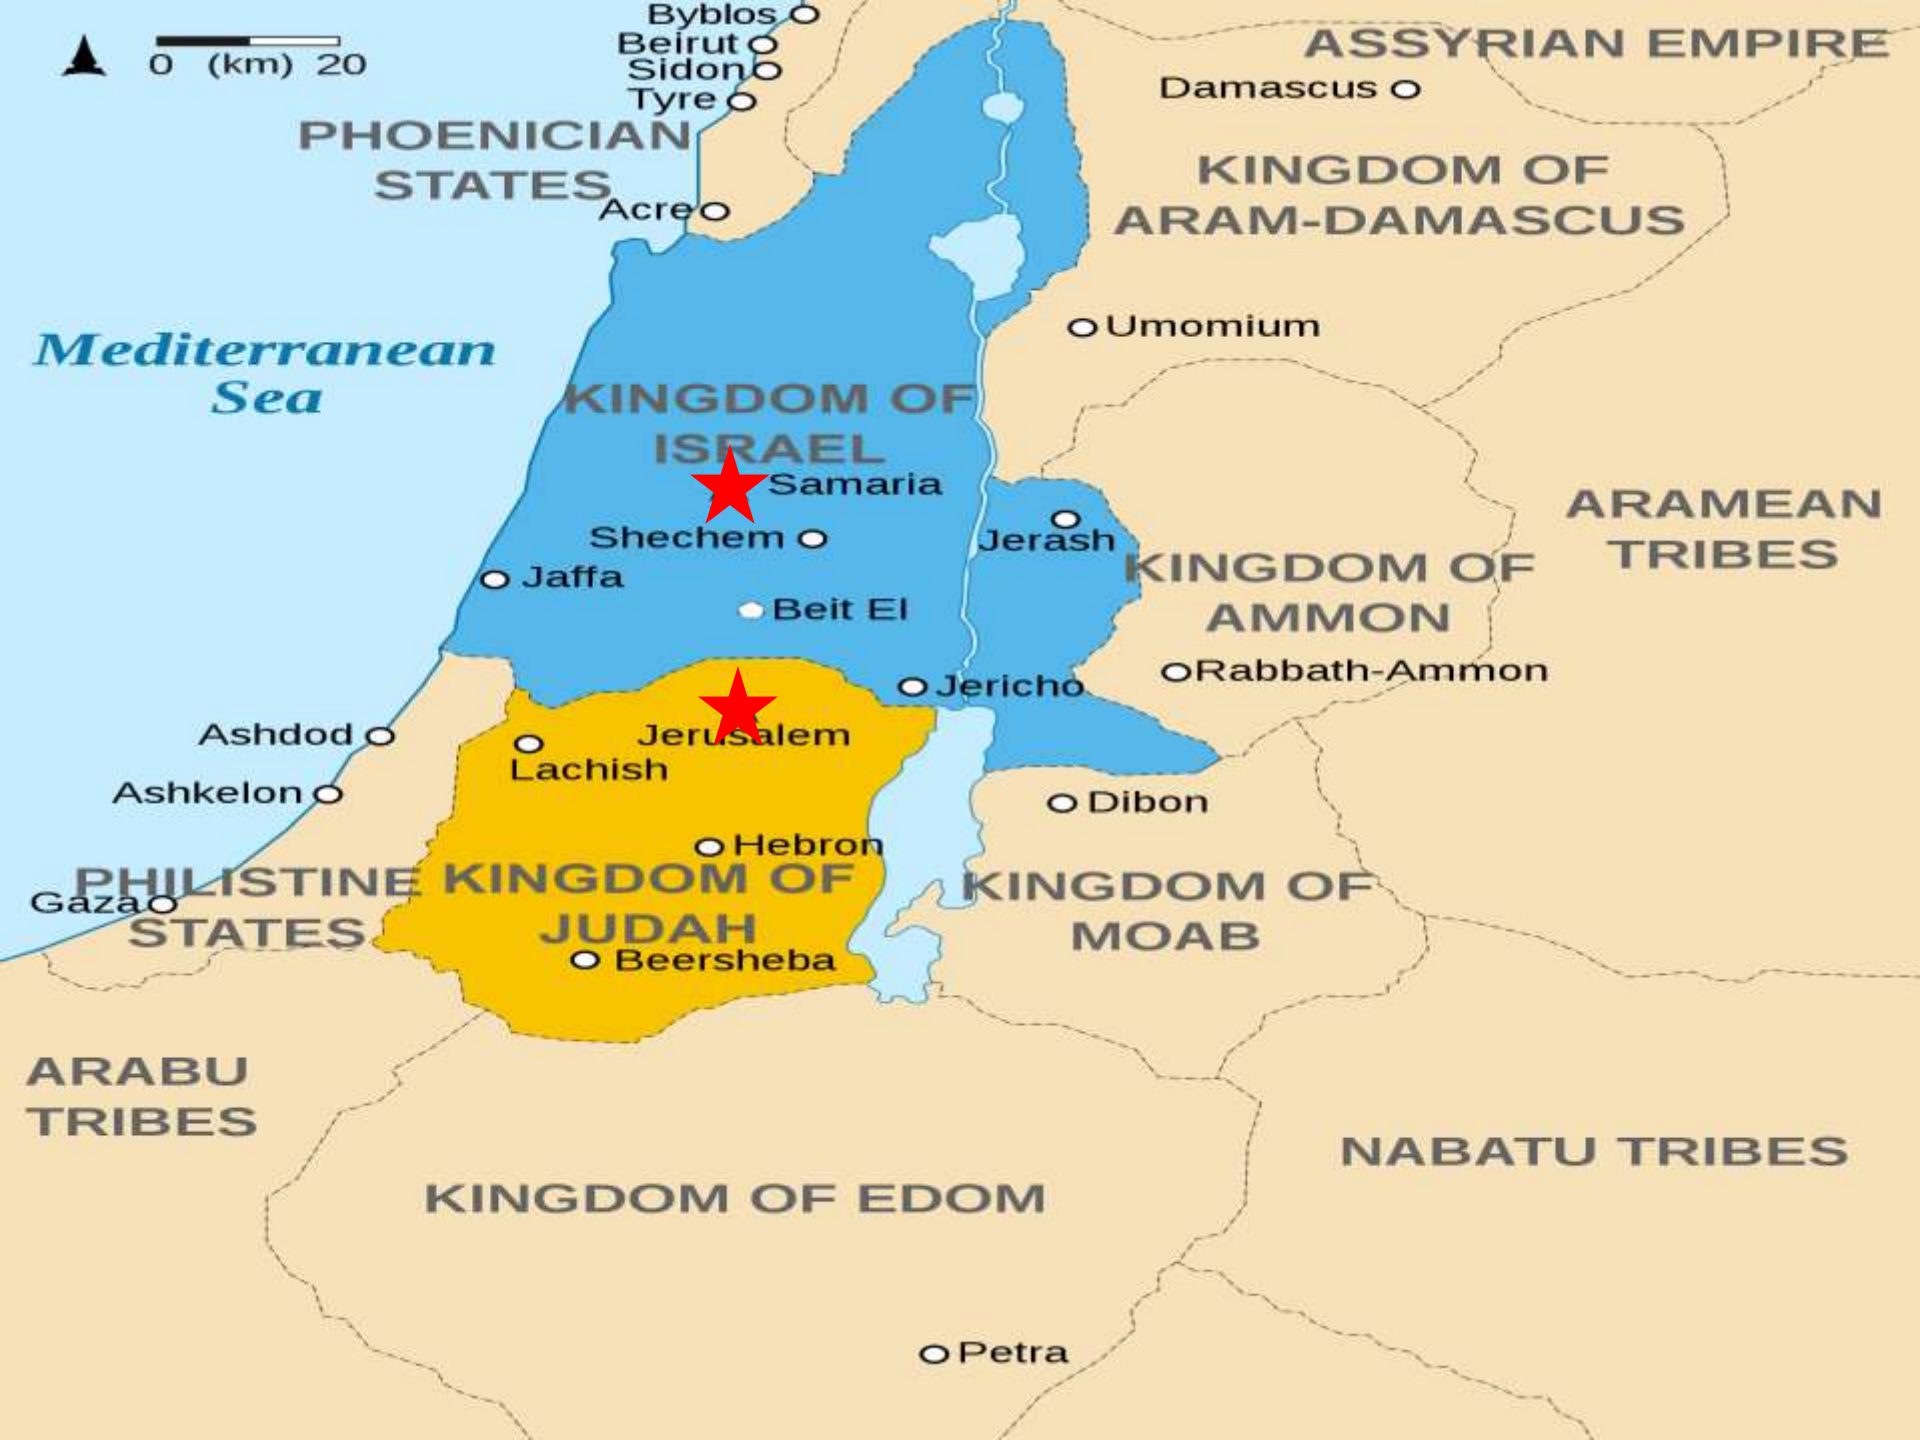 Byblos
Beirut
0 (km) 20
Sidon
Tyre
ASSYRIAN EMPIRE
Damascus
PHOENICIAN
STATES
Acre
KINGDOM OF
ARAM-DAMASCUS
Umomium
Mediterranean
Sea
KINGDOM OF
ISRAEL
Samaria
Shechem
Jerash
Jaffa
Beit El
KINGDOM OF
AMMON
ARAMEAN
TRIBES
Jericho
Rabbath-Ammon
Ashdod
Jerusalem
Lachish
Ashkelon
Dibon
Hebron
PHILISTINE
STATES
Gaza
KINGDOM OF
JUDAH
Beersheba
KINGDOM OF
MOAB
ARABU
TRIBES
NABATU TRIBES
KINGDOM OF EDOM
Petra